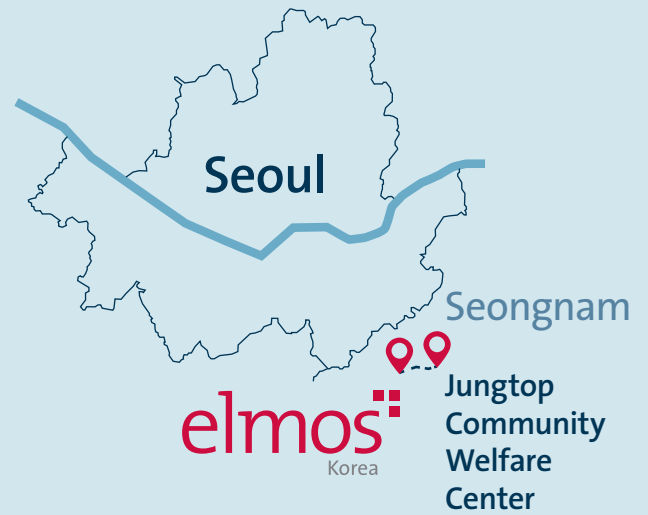 Seoul
Seongnam
elmos
Korea
Jungtop
Community
Welfare
Center